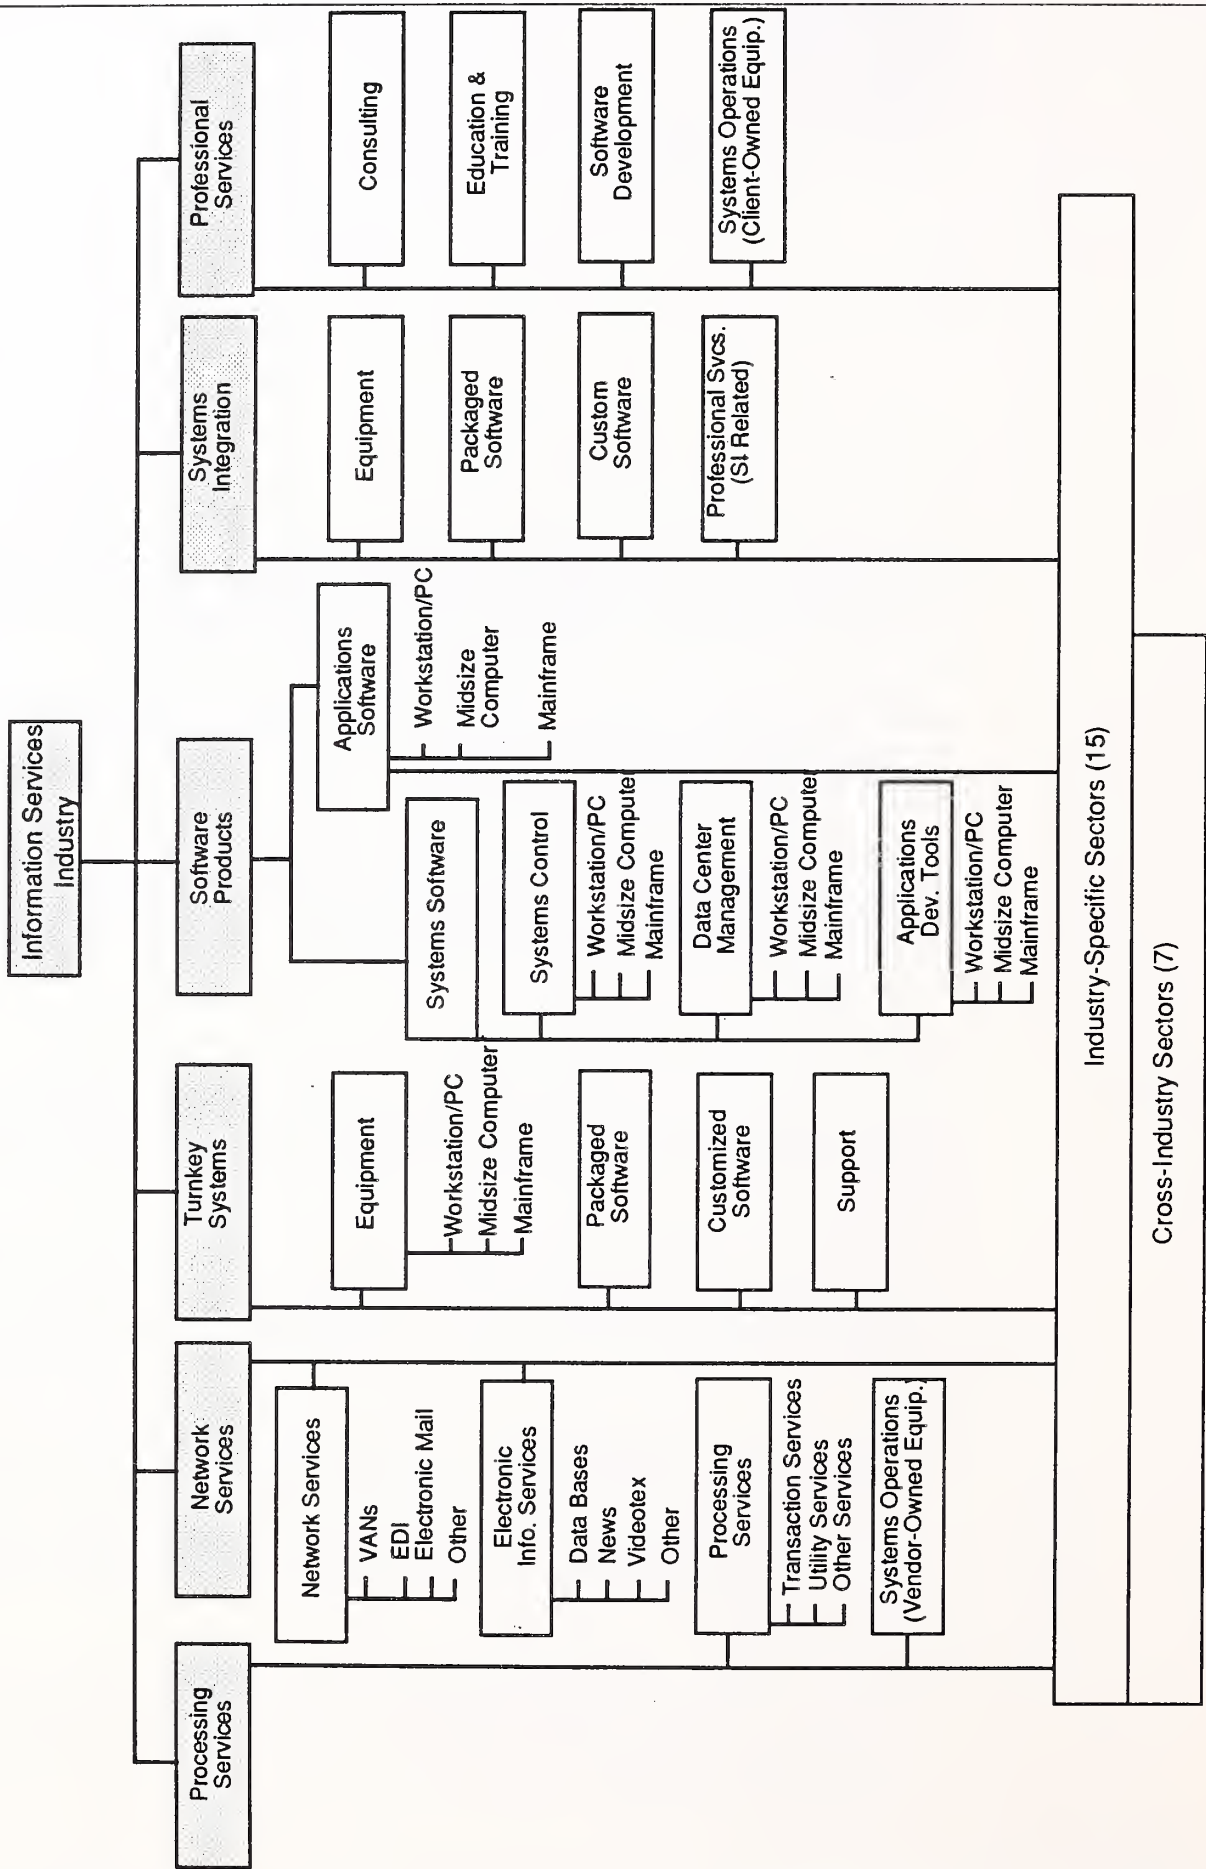 Information Services
Industry
Processing
Services
Network
Services
Turnkey
Systems
Software
Products
Systems
Integration
Professional
Services
Network Services
VANs
EDI
Electronic Mail
Other
Electronic
Info. Services
Data Bases
News
Videotex
Other
Processing
Services
Transaction Services
Utility Services
Other Services
Systems Operations
(Vendor-Owned Equip.)
Equipment
Workstation/PC
Midsize Computer
Mainframe
Packaged
Software
Customized
Software
Support
Systems Software
Systems Control
Workstation/PC
Midsize Computer
Mainframe
Data Center
Management
Workstation/PC
Midsize Computer
Mainframe
Applications
Dev. Tools
Workstation/PC
Midsize Computer
Mainframe
Applications
Software
Workstation/PC
Midsize
Computer
Mainframe
Equipment
Packaged
Software
Custom
Software
Professional Svcs.
(SI Related)
Consulting
Education &
Training
Software
Development
Systems Operations
(Client-Owned Equip.)
Industry-Specific Sectors (15)
Cross-Industry Sectors (7)